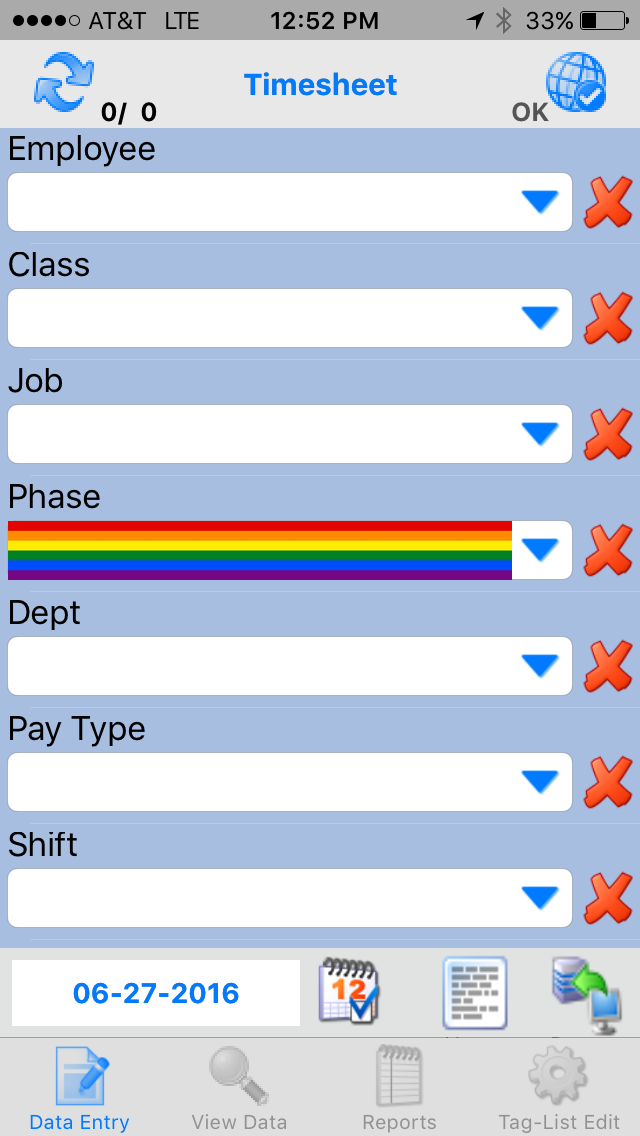 AT&T LTE 12:52 PM 33%
Timesheet
0/ 0
OK
Employee
Class
Job
Phase
Dept
Pay Type
Shift
06-27-2016
12
Data Entry View Data Reports Tag-List Edit